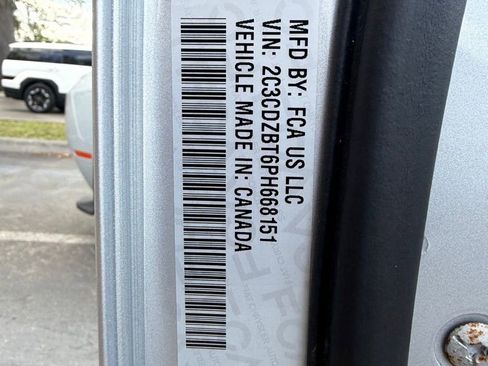 MFD BY: FCA US LLC
VIN: 2C3CDZBT6PH668151
VEHICLE MADE IN: CANADA